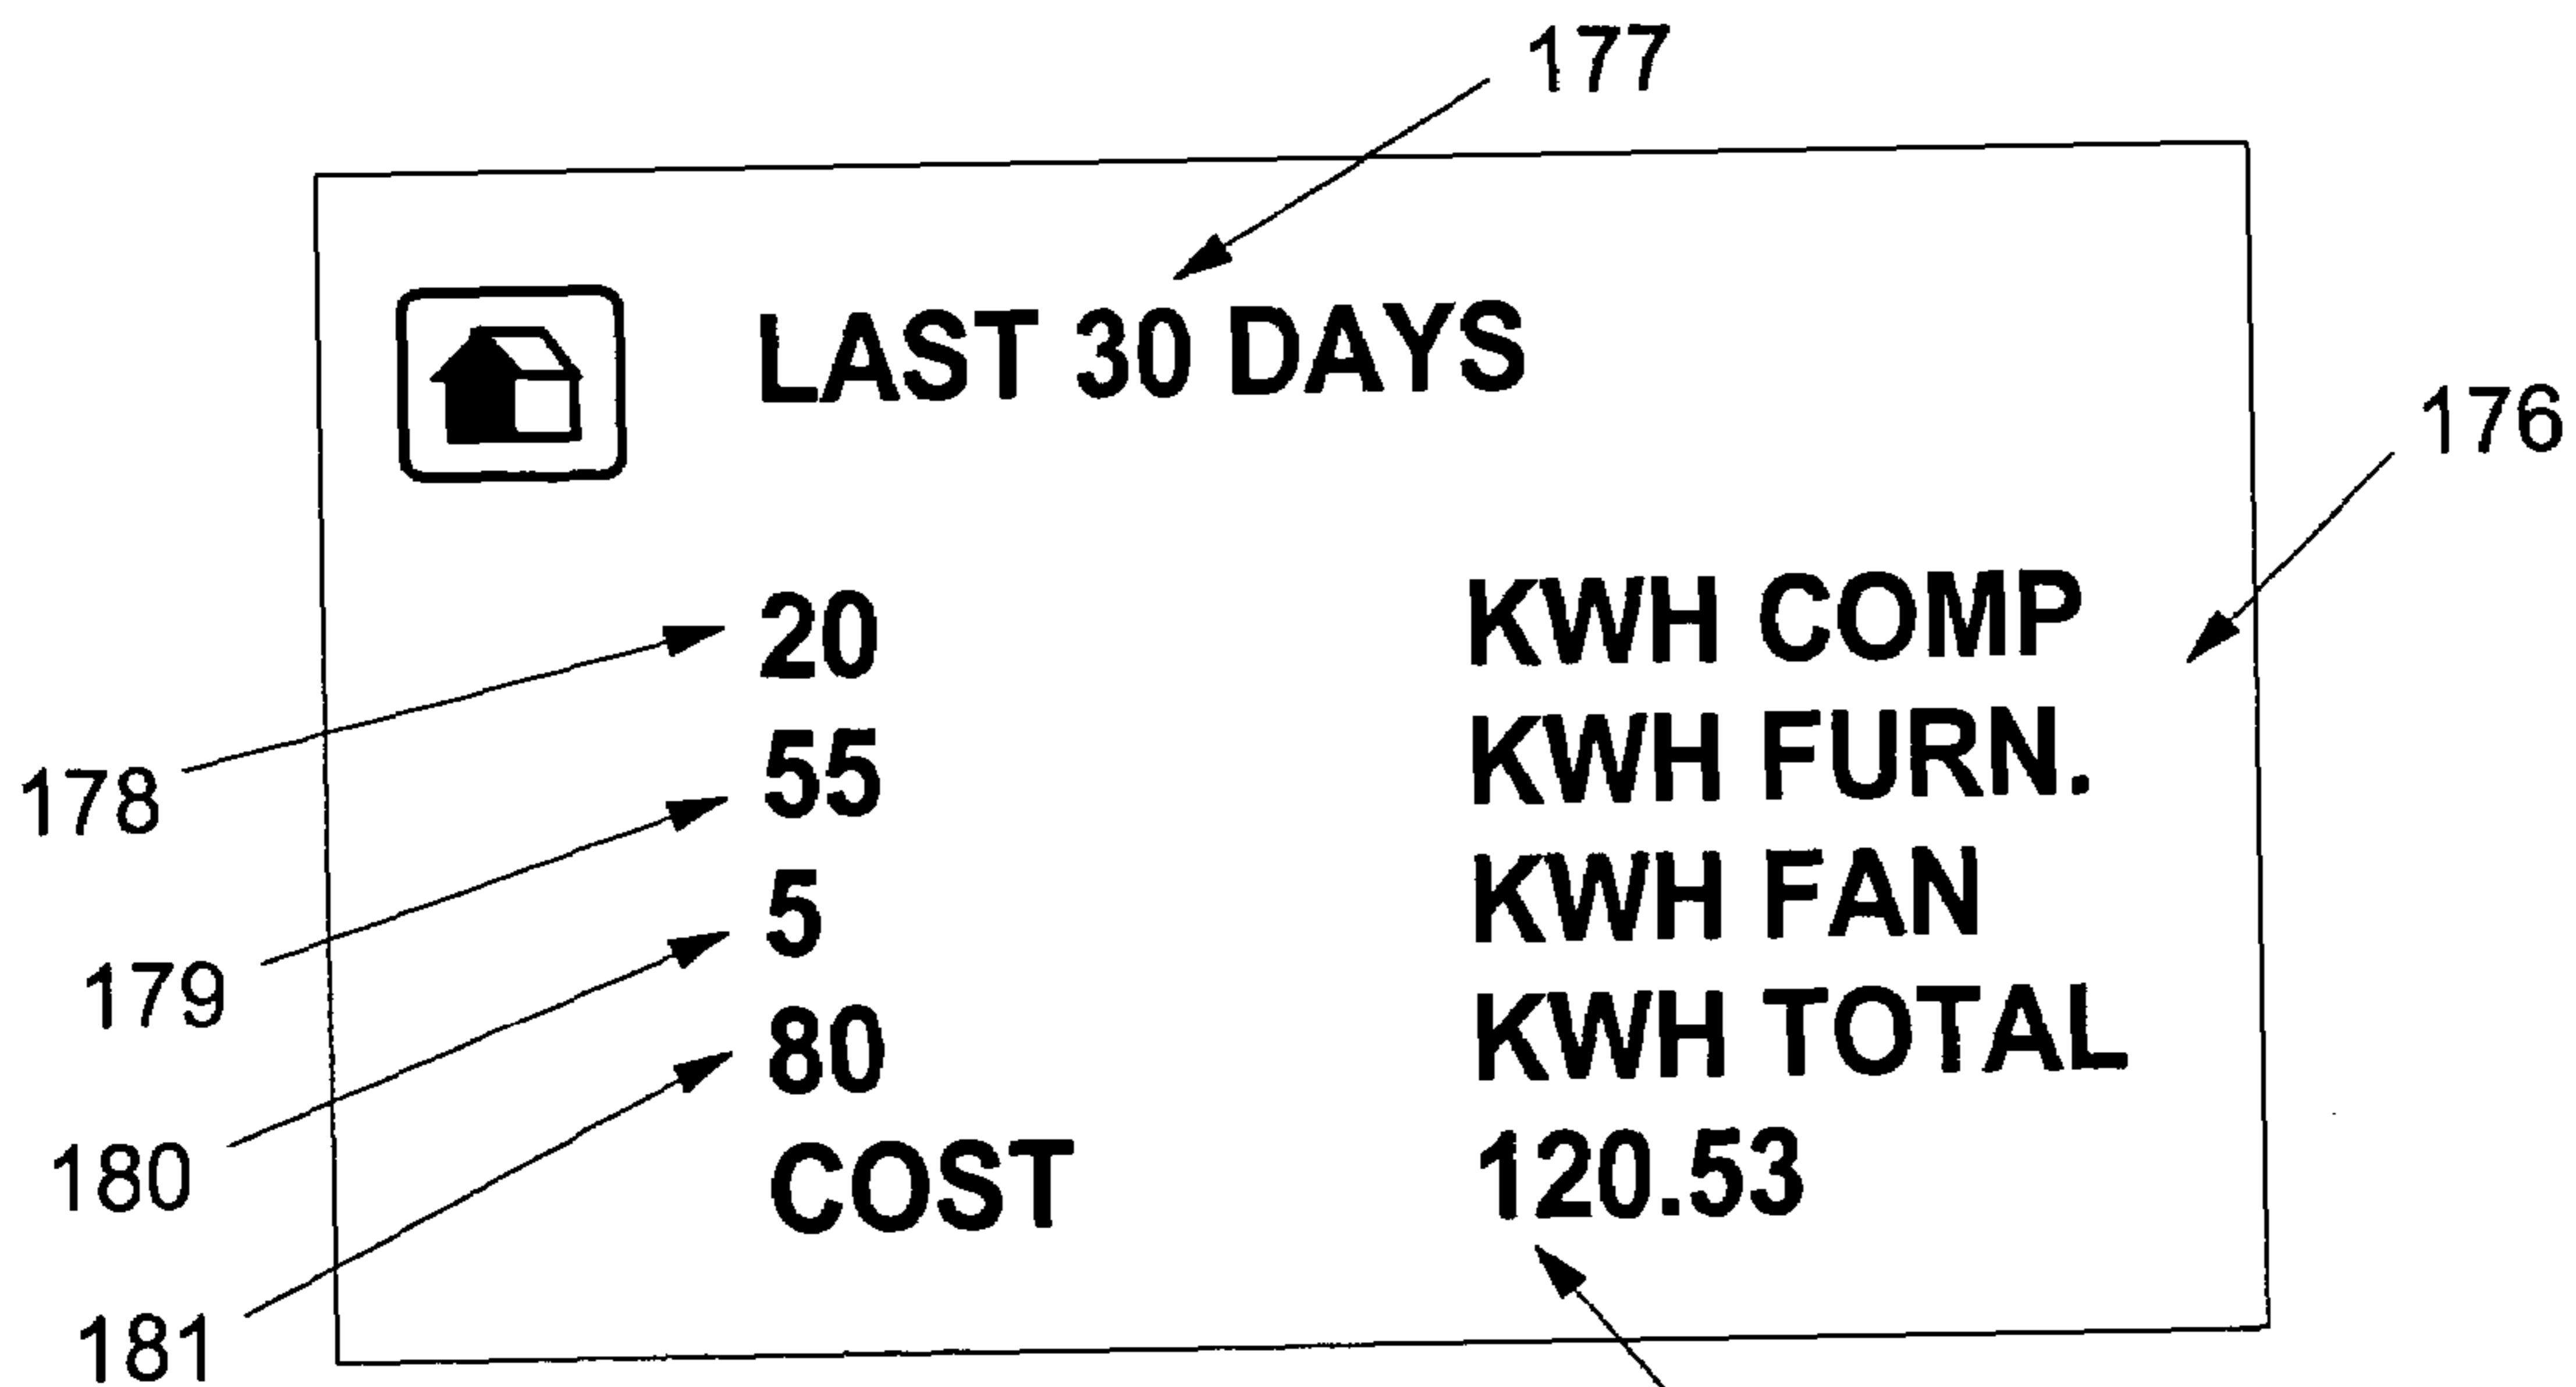 177
LAST 30 DAYS
176
20 KWH COMP
178
55 KWH FURN.
179
5 KWH FAN
180
80 KWH TOTAL
181
COST 120.53